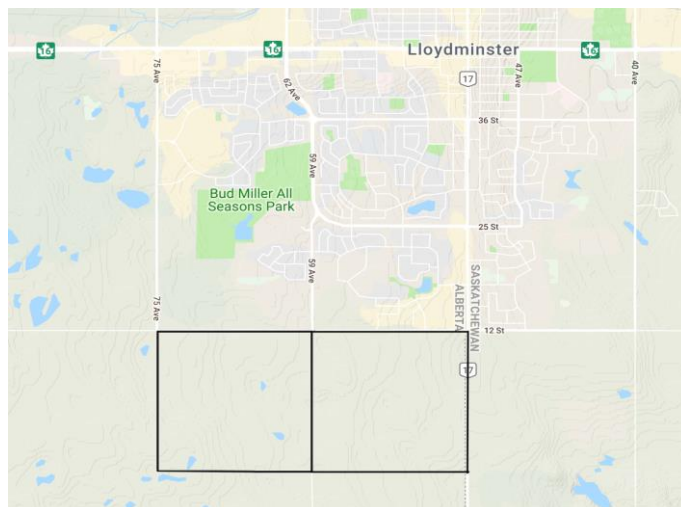 16
16
Lloydminster
16
75 Ave
47 Ave
40 Ave
17
62 Ave
36 St
59 Ave
Bud Miller All
Seasons Park
25 St
59 Ave
75 Ave
SASKATCHEWAN
ALBERTA
12 St
17